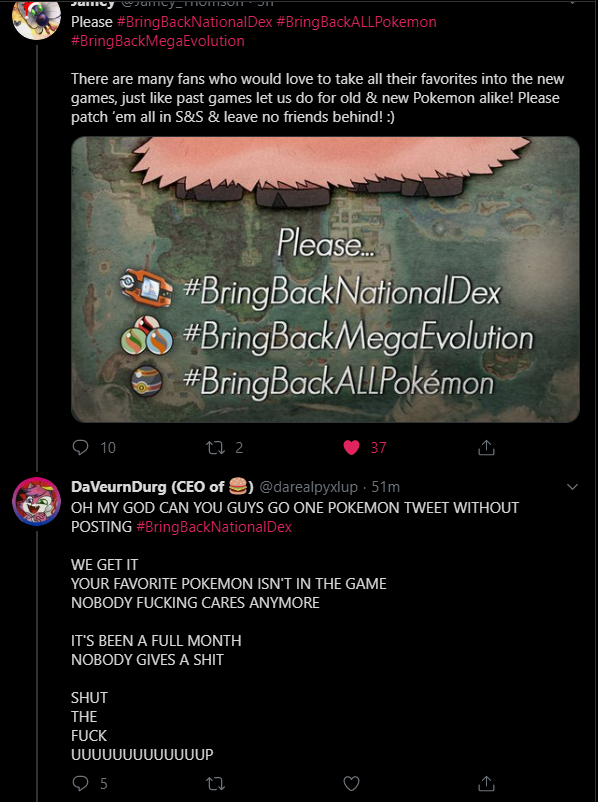 Jamey @Jamey_Thomson · 5h
Please #BringBackNationalDex #BringBackALLPokemon
#BringBackMegaEvolution
There are many fans who would love to take all their favorites into the new
games, just like past games let us do for old & new Pokemon alike! Please
patch 'em all in S&S & leave no friends behind! :)
Please...
#BringBackNationalDex
#BringBackMegaEvolution
#BringBackALLPokémon
10 2 37
DaVeurnDurg (CEO of 🍔) @darealpyxlup · 51m
OH MY GOD CAN YOU GUYS GO ONE POKEMON TWEET WITHOUT
POSTING #BringBackNationalDex
WE GET IT
YOUR FAVORITE POKEMON ISN'T IN THE GAME
NOBODY FUCKING CARES ANYMORE
IT'S BEEN A FULL MONTH
NOBODY GIVES A SHIT
SHUT
THE
FUCK
UUUUUUUUUUUUUP
5